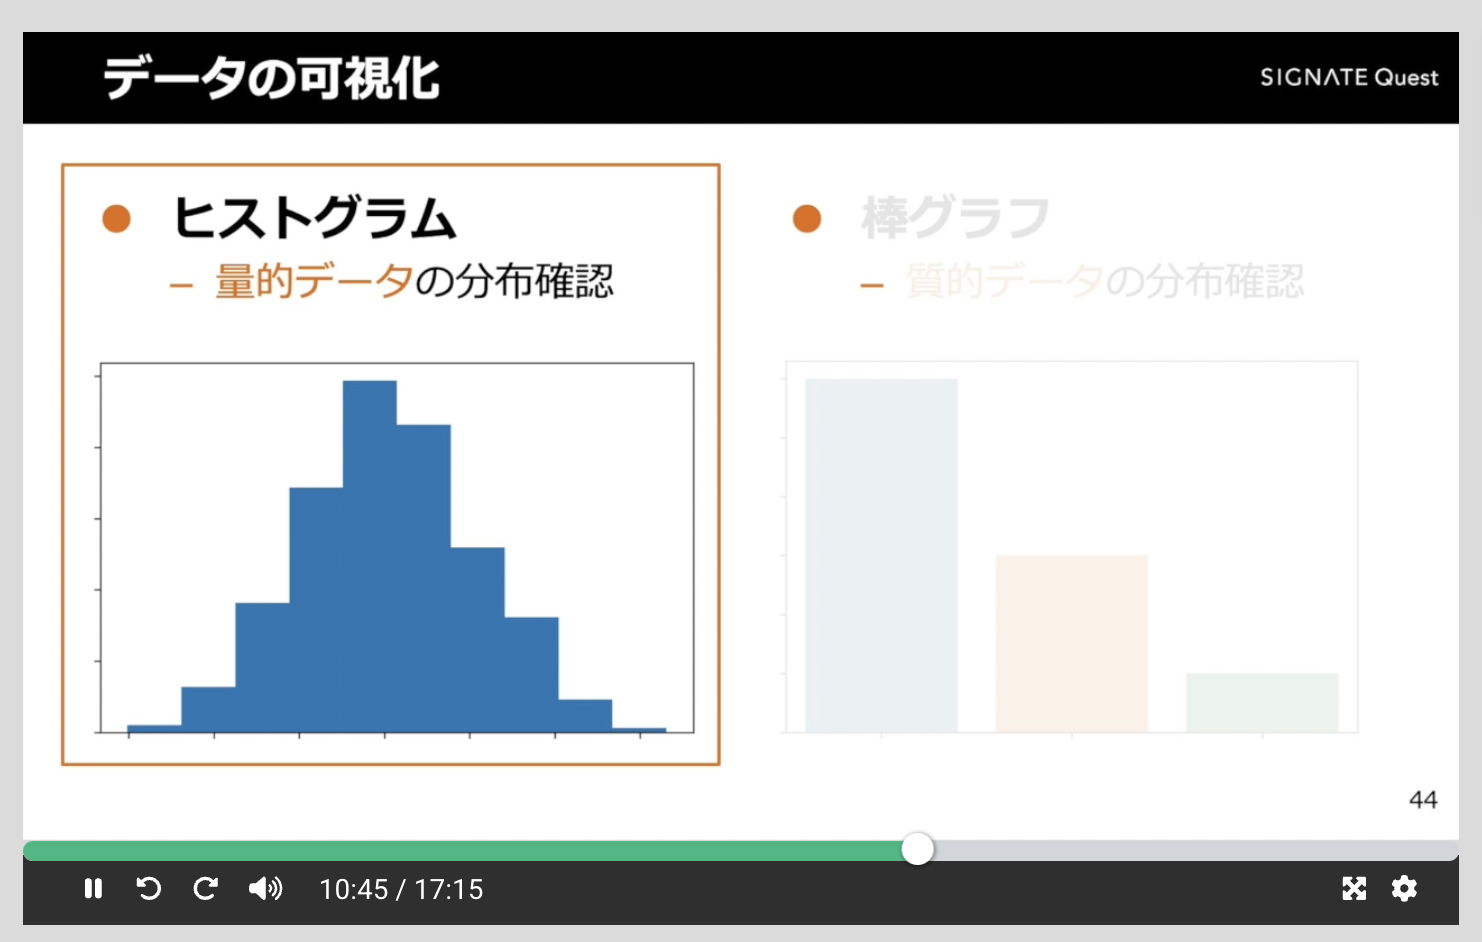 データの可視化
SIGNATE Quest
ヒストグラム
– 量的データの分布確認
棒グラフ
– 質的データの分布確認
44
10:45 / 17:15